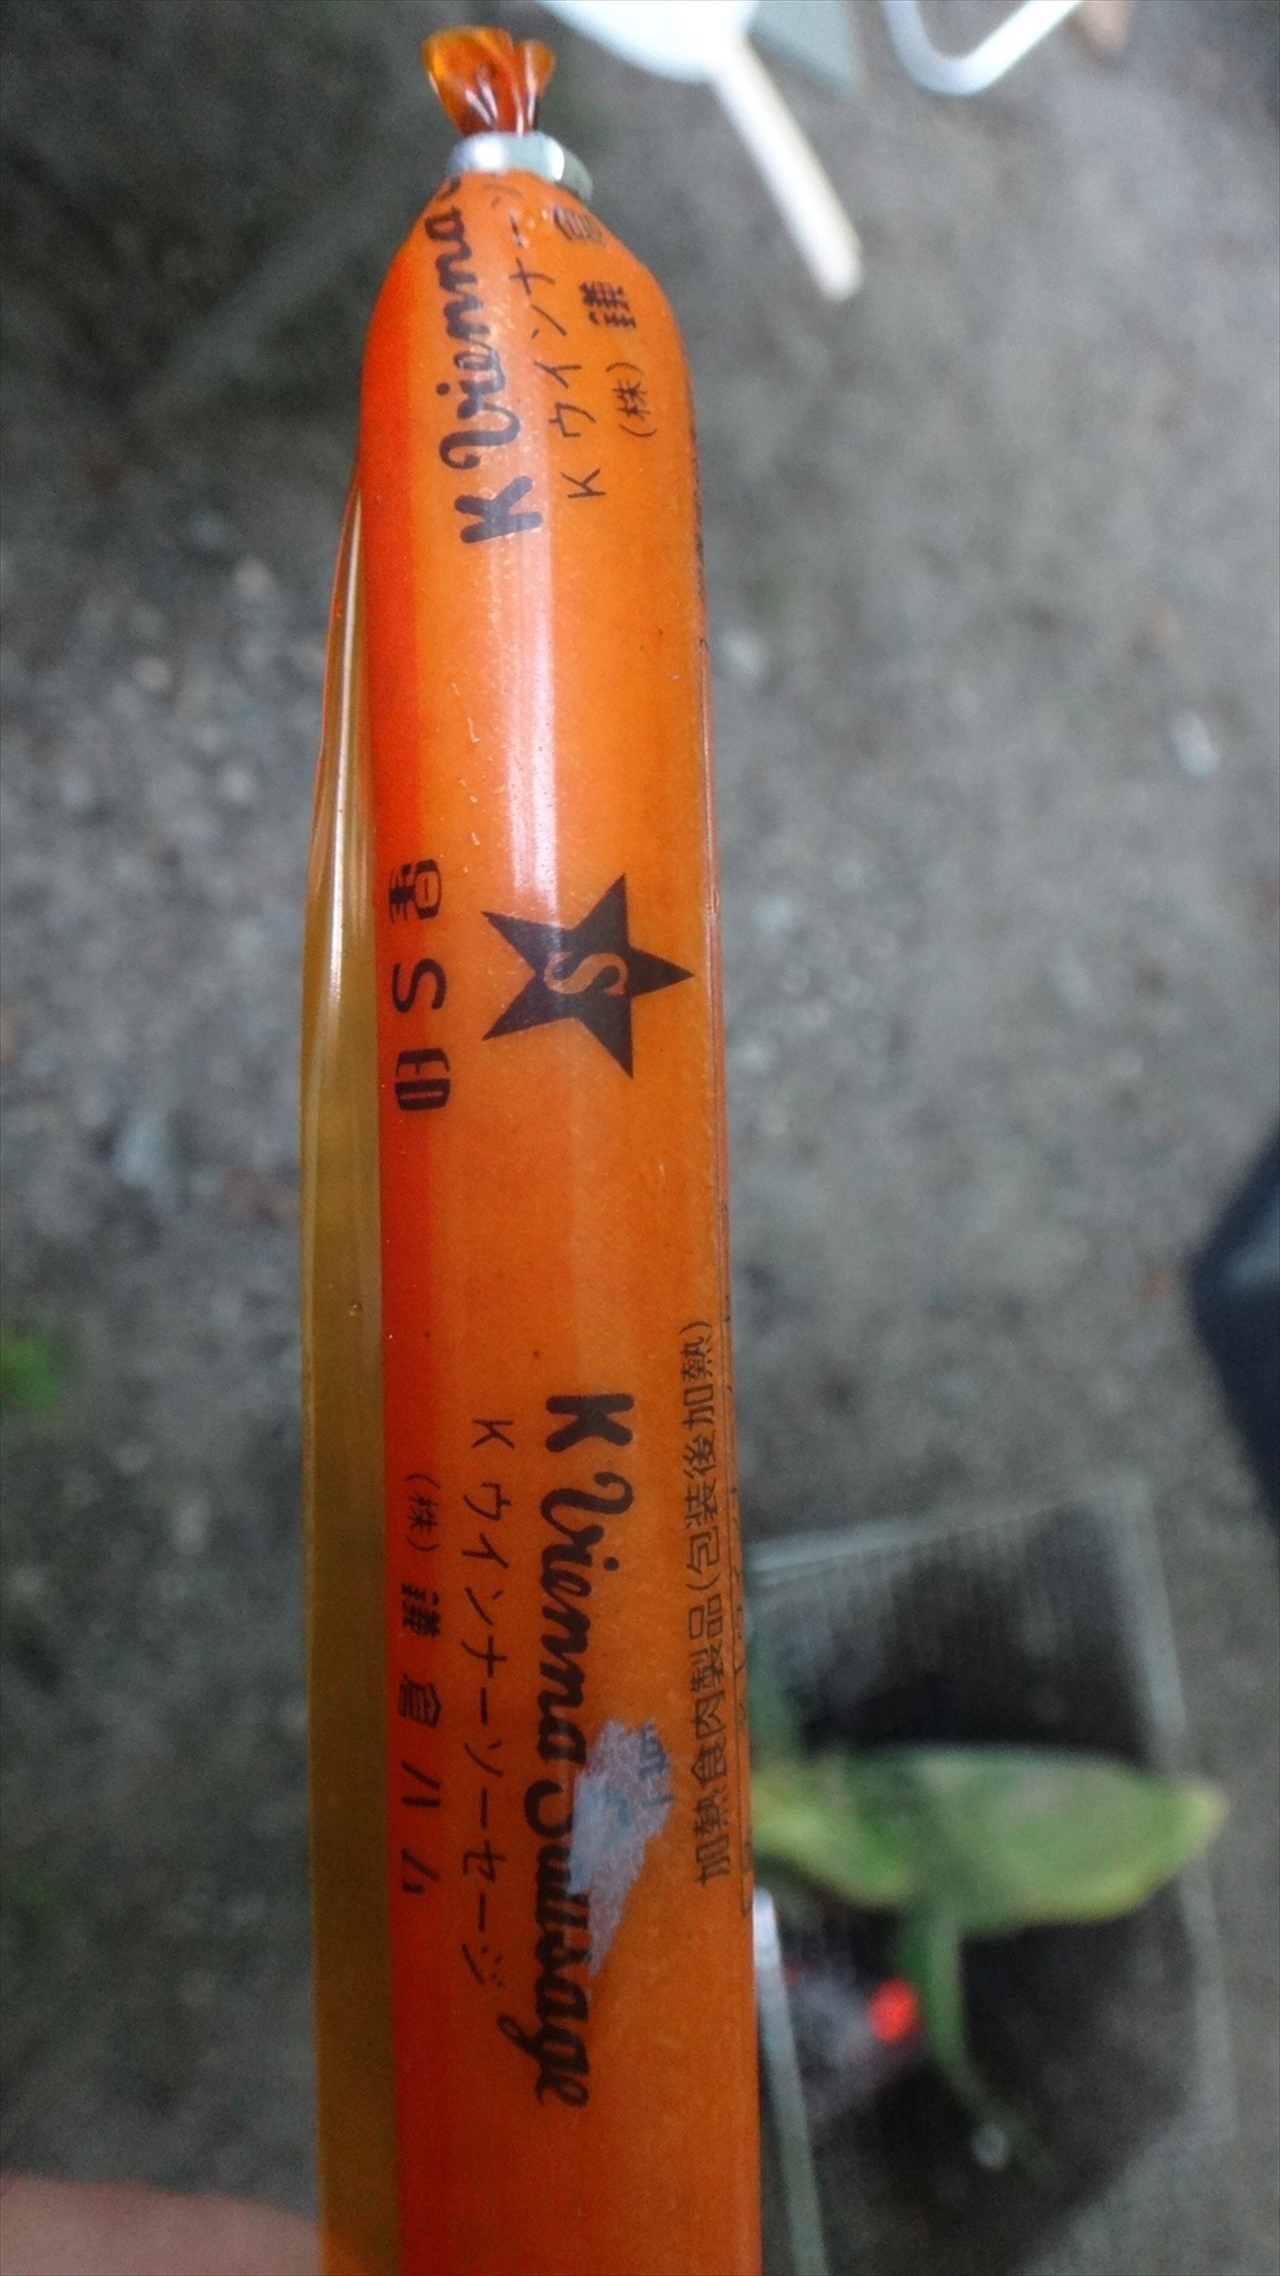 K Vienna
K ウインナーソ
(株) 鎌倉
S
S印
K Vienna Sausage
K ウインナーソーセージ
(株) 鎌倉ハム
加熱食肉製品(包装後加熱)